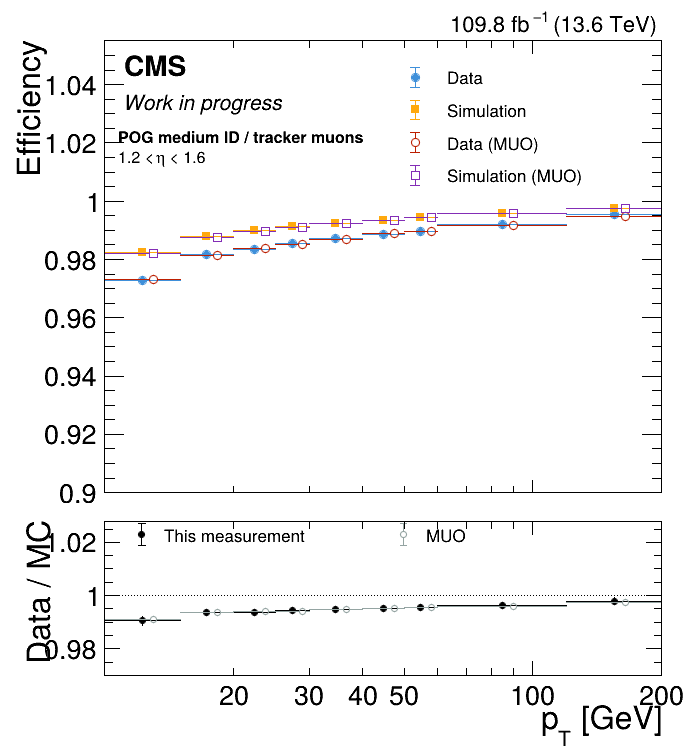 109.8 fb⁻¹ (13.6 TeV)
Efficiency
CMS
Work in progress
POG medium ID / tracker muons
1.2 < η < 1.6
Data
Simulation
Data (MUO)
Simulation (MUO)
1.04
1.02
1
0.98
0.96
0.94
0.92
0.9
Data / MC
This measurement
MUO
1.02
1
0.98
20 30 40 50 100 200
p_T [GeV]